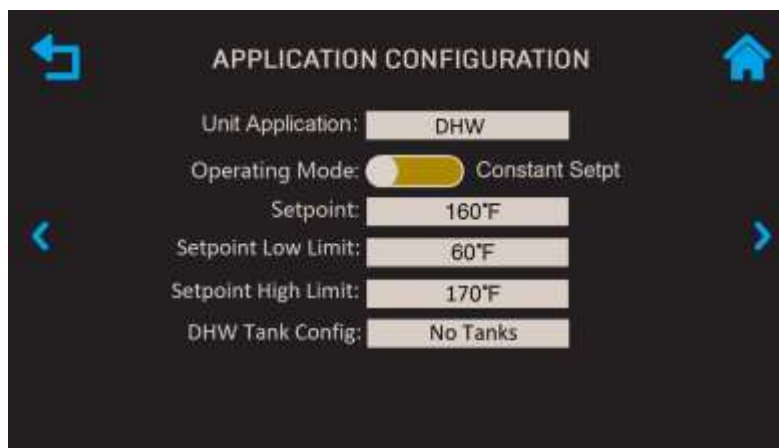 APPLICATION CONFIGURATION
Unit Application: DHW
Operating Mode: Constant Setpt
Setpoint: 160°F
Setpoint Low Limit: 60°F
Setpoint High Limit: 170°F
DHW Tank Config: No Tanks